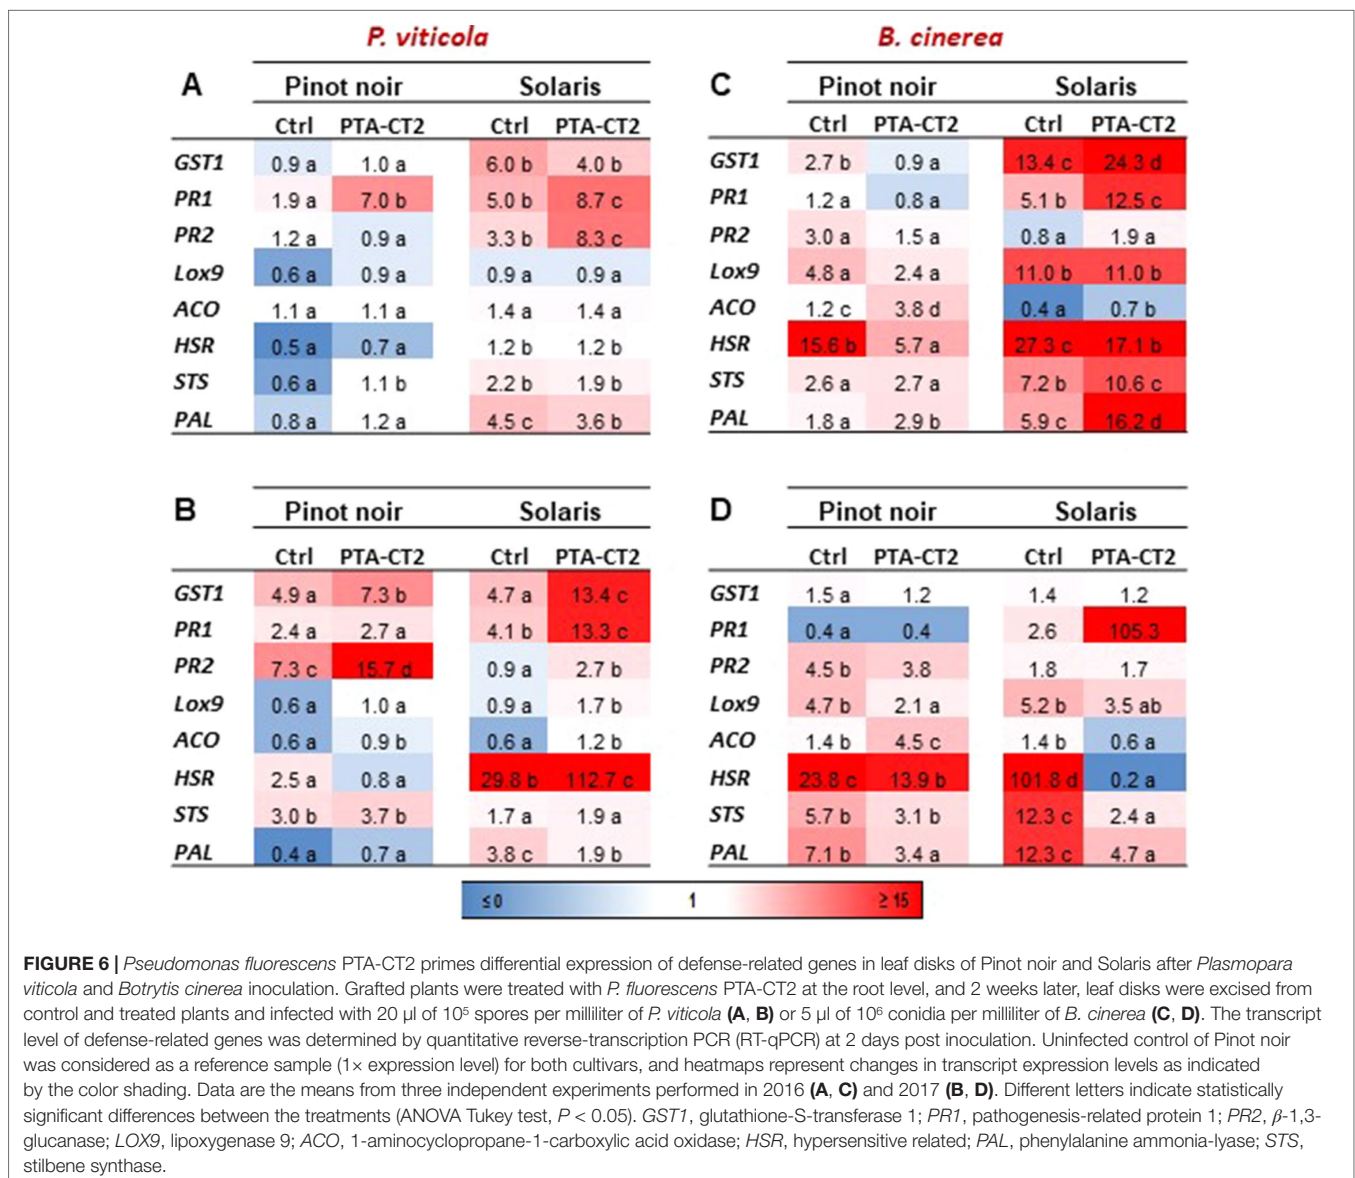 P. viticola B. cinerea
A Pinot noir Solaris C Pinot noir Solaris
Ctrl PTA-CT2 Ctrl PTA-CT2 Ctrl PTA-CT2 Ctrl PTA-CT2
GST1 0.9 a 1.0 a 6.0 b 4.0 b GST1 2.7 b 0.9 a 13.4 c 24.3 d
PR1 1.9 a 7.0 b 5.0 b 8.7 c PR1 1.2 a 0.8 a 5.1 b 12.5 c
PR2 1.2 a 0.9 a 3.3 b 8.3 c PR2 3.0 a 1.5 a 0.8 a 1.9 a
Lox9 0.6 a 0.9 a 0.9 a 0.9 a Lox9 4.8 a 2.4 a 11.0 b 11.0 b
ACO 1.1 a 1.1 a 1.4 a 1.4 a ACO 1.2 c 3.8 d 0.4 a 0.7 b
HSR 0.5 a 0.7 a 1.2 b 1.2 b HSR 15.6 b 5.7 a 27.3 c 17.1 b
STS 0.6 a 1.1 b 2.2 b 1.9 b STS 2.6 a 2.7 a 7.2 b 10.6 c
PAL 0.8 a 1.2 a 4.5 c 3.6 b PAL 1.8 a 2.9 b 5.9 c 16.2 d
B Pinot noir Solaris D Pinot noir Solaris
Ctrl PTA-CT2 Ctrl PTA-CT2 Ctrl PTA-CT2 Ctrl PTA-CT2
GST1 4.9 a 7.3 b 4.7 a 13.4 c GST1 1.5 a 1.2 1.4 1.2
PR1 2.4 a 2.7 a 4.1 b 13.3 c PR1 0.4 a 0.4 2.6 105.3
PR2 7.3 c 15.7 d 0.9 a 2.7 b PR2 4.5 b 3.8 1.8 1.7
Lox9 0.6 a 1.0 a 0.9 a 1.7 b Lox9 4.7 b 2.1 a 5.2 b 3.5 ab
ACO 0.6 a 0.9 b 0.6 a 1.2 b ACO 1.4 b 4.5 c 1.4 b 0.6 a
HSR 2.5 a 0.8 a 29.8 b 112.7 c HSR 23.8 c 13.9 b 101.8 d 0.2 a
STS 3.0 b 3.7 b 1.7 a 1.9 a STS 5.7 b 3.1 b 12.3 c 2.4 a
PAL 0.4 a 0.7 a 3.8 c 1.9 b PAL 7.1 b 3.4 a 12.3 c 4.7 a
≤0 1 ≥ 15
FIGURE 6 | Pseudomonas fluorescens PTA-CT2 primes differential expression of defense-related genes in leaf disks of Pinot noir and Solaris after Plasmopara
viticola and Botrytis cinerea inoculation. Grafted plants were treated with P. fluorescens PTA-CT2 at the root level, and 2 weeks later, leaf disks were excised from
control and treated plants and infected with 20 µl of 10⁵ spores per milliliter of P. viticola (A, B) or 5 µl of 10⁶ conidia per milliliter of B. cinerea (C, D). The transcript
level of defense-related genes was determined by quantitative reverse-transcription PCR (RT-qPCR) at 2 days post inoculation. Uninfected control of Pinot noir
was considered as a reference sample (1× expression level) for both cultivars, and heatmaps represent changes in transcript expression levels as indicated
by the color shading. Data are the means from three independent experiments performed in 2016 (A, C) and 2017 (B, D). Different letters indicate statistically
significant differences between the treatments (ANOVA Tukey test, P < 0.05). GST1, glutathione-S-transferase 1; PR1, pathogenesis-related protein 1; PR2, β-1,3-
glucanase; LOX9, lipoxygenase 9; ACO, 1-aminocyclopropane-1-carboxylic acid oxidase; HSR, hypersensitive related; PAL, phenylalanine ammonia-lyase; STS,
stilbene synthase.